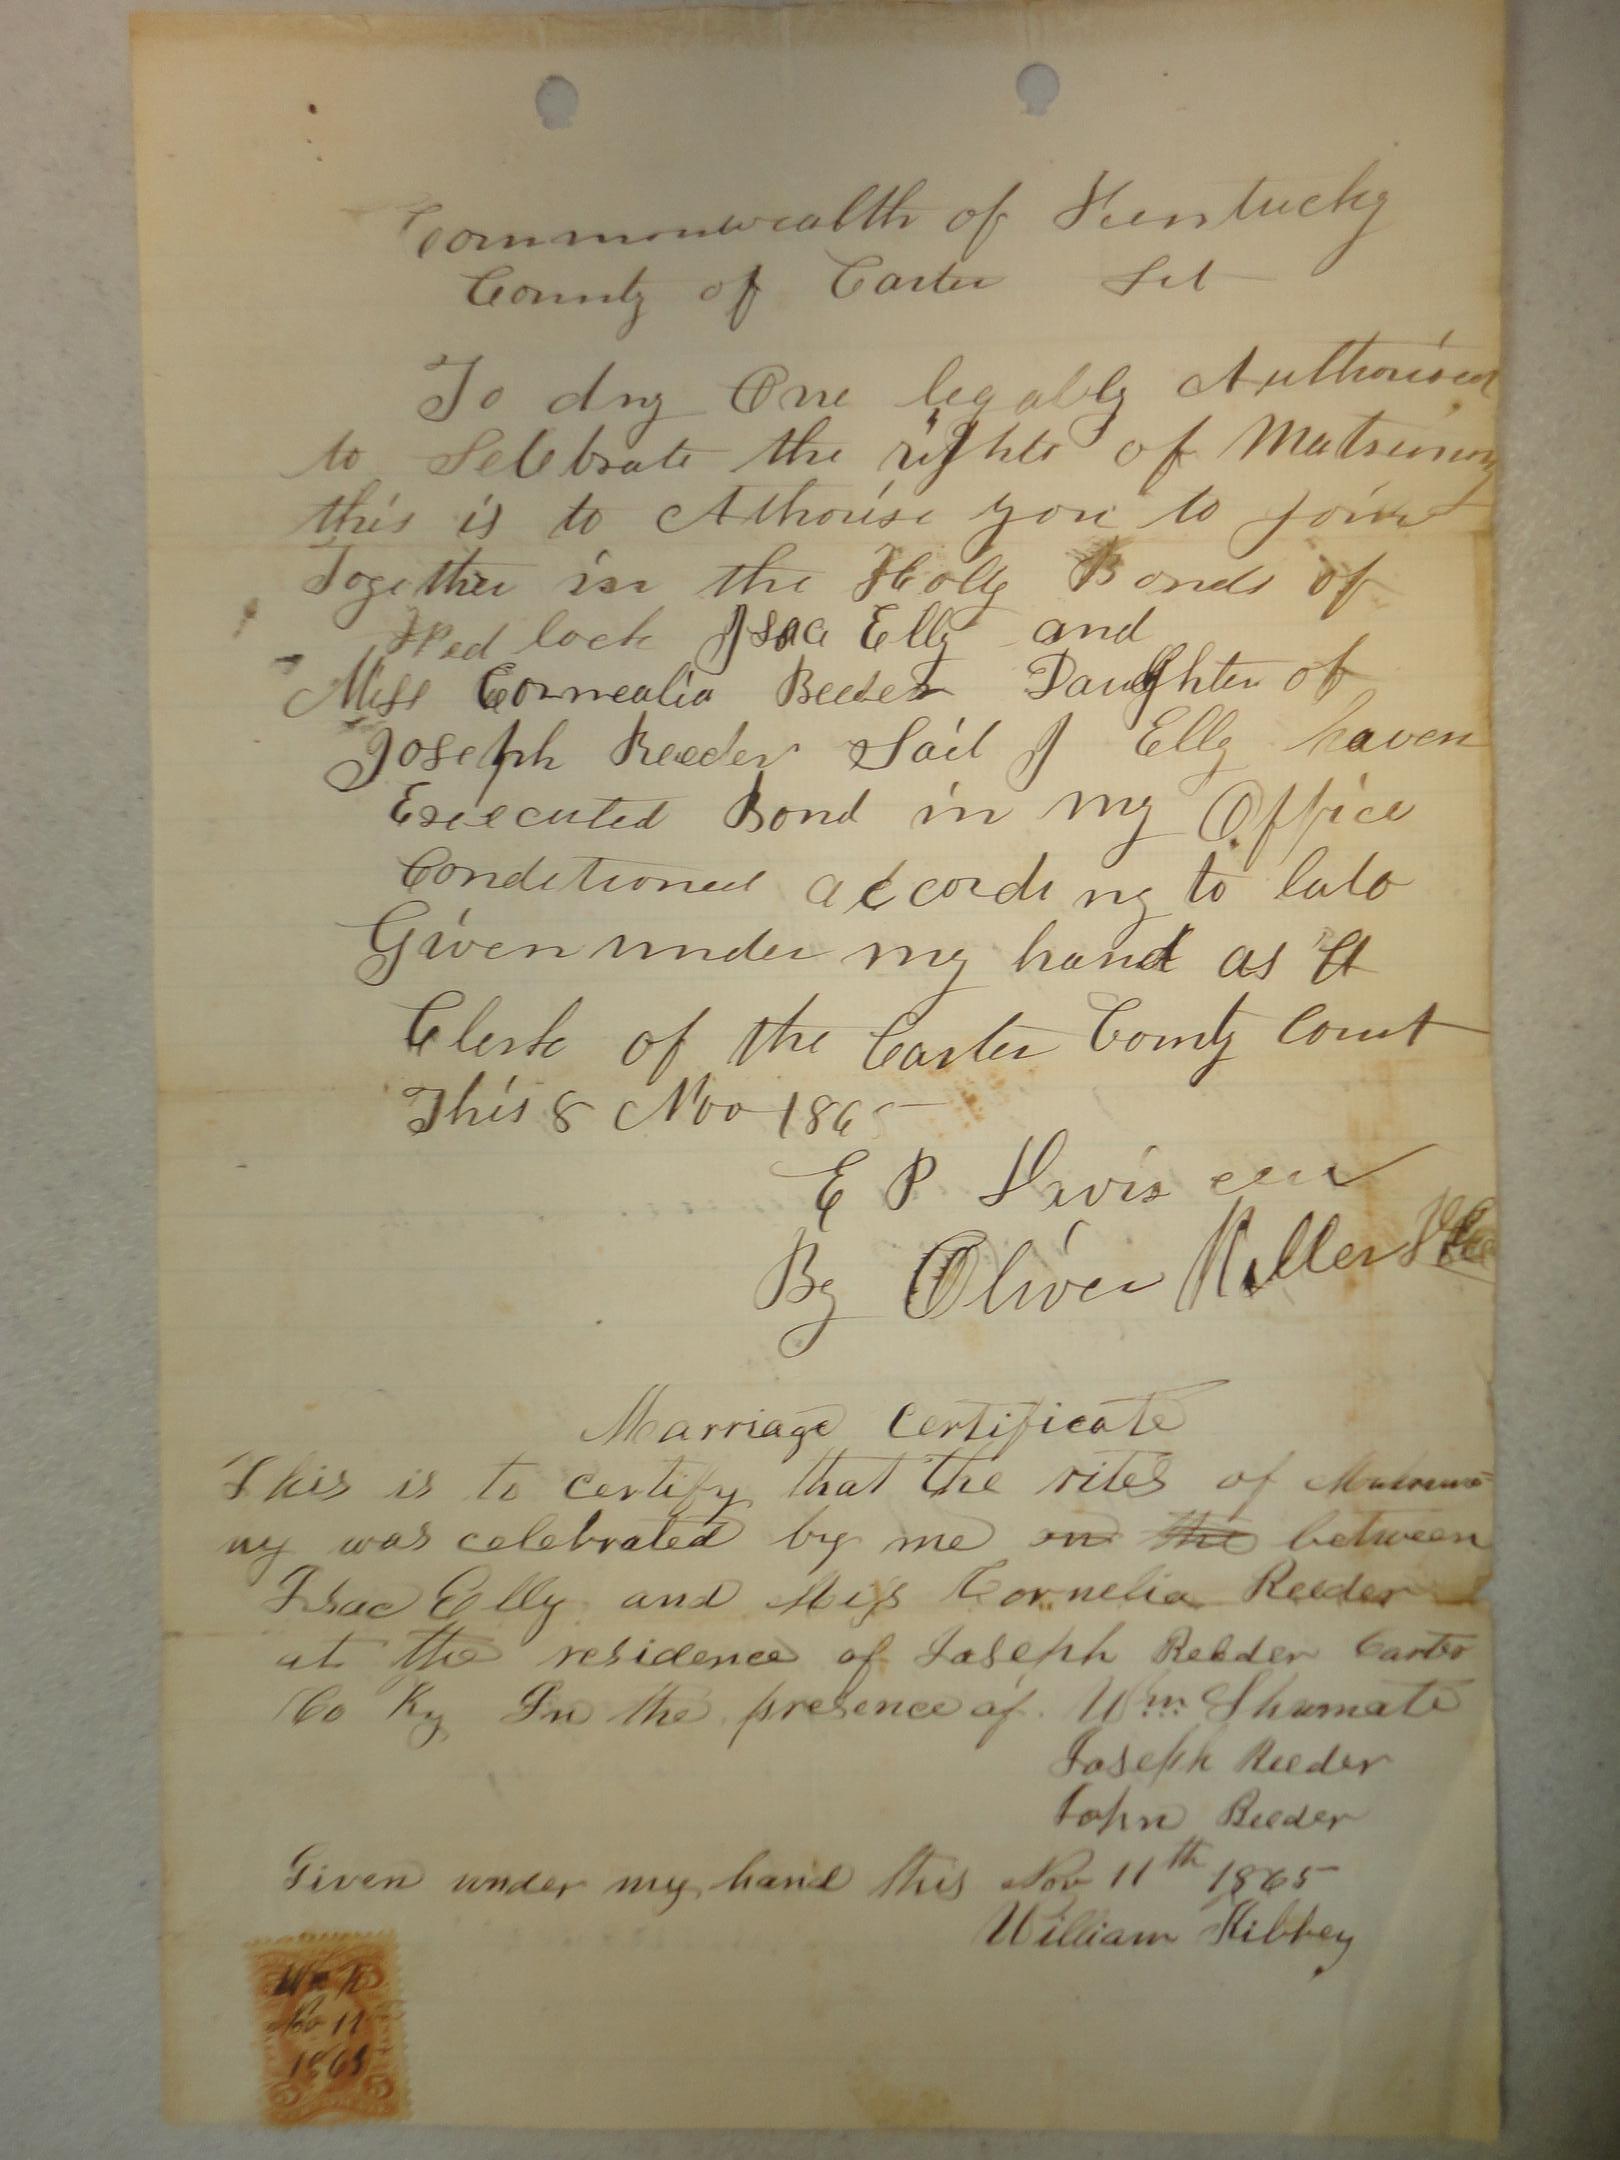 Commonwealth of Kentucky
County of Carter Sct
To any One legably Authorised
to Selebrate the rights of Matrimony
this is to Athorise you to join
Together in the Holy Bonds of
Wed lock Isac Elly and
Miss Cornealia Reeder Daughter of
Joseph Reeder Said J Elly haven
Executed Bond in my Office
Conditioned according to law
Given under my hand as
Clerk of the Carter County Court
This 8 Nov 1865
E P
By Oliver
Marriage Certificate
This is to certify that the rites of Matrimo-
ny was celebrated by me on the between
Isac Elly and Miss Cornelia Reeder
at the residence of Joseph Reeder Carter
Co Ky In the presence of Wm Shumate
Joseph Reeder
John Reeder
Given under my hand this Nov 11th 1865
William Kibbey
Wm K
Nov 11
1865